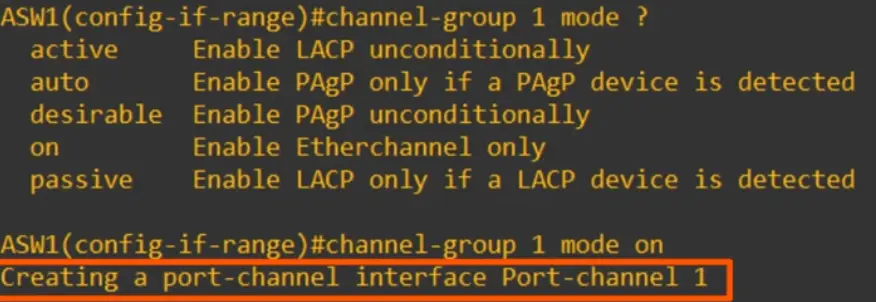 ASW1(config-if-range)#channel-group 1 mode ?
  active     Enable LACP unconditionally
  auto       Enable PAgP only if a PAgP device is detected
  desirable  Enable PAgP unconditionally
  on         Enable Etherchannel only
  passive    Enable LACP only if a LACP device is detected
ASW1(config-if-range)#channel-group 1 mode on
Creating a port-channel interface Port-channel 1